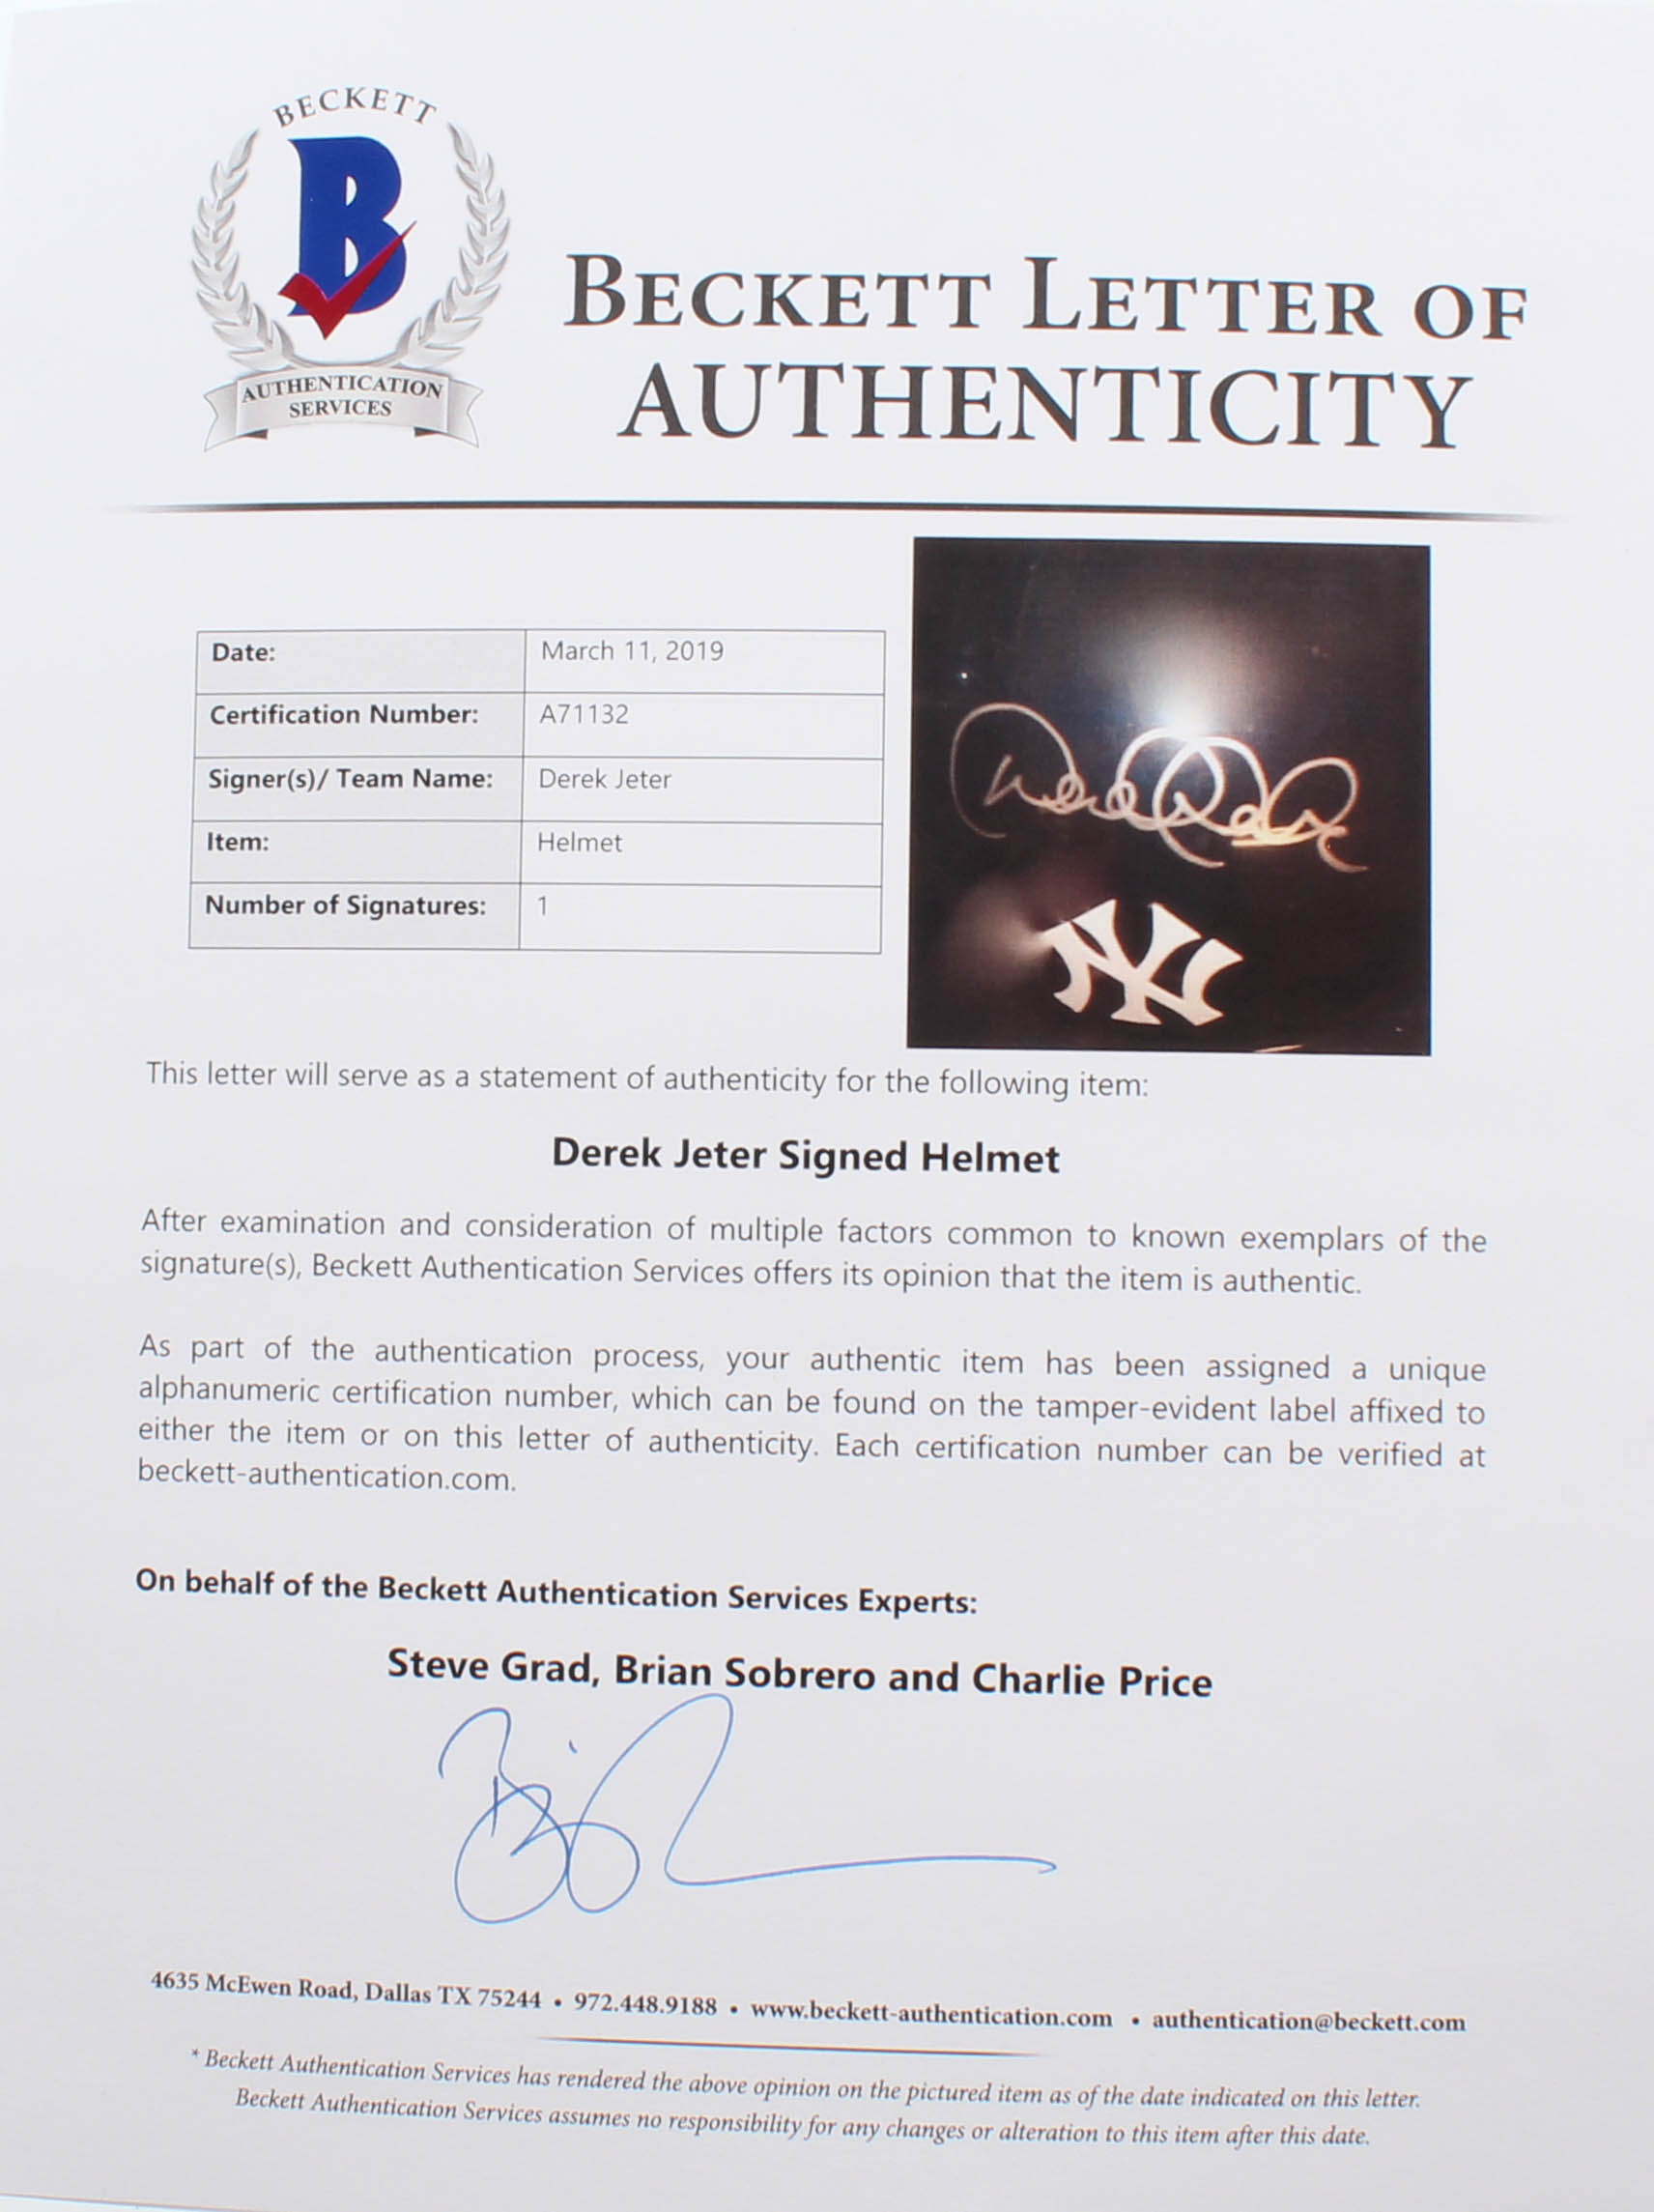 BECKETT
B
AUTHENTICATION
SERVICES
BECKETT LETTER OF
AUTHENTICITY
Date: March 11, 2019
Certification Number: A71132
Signer(s)/ Team Name: Derek Jeter
Item: Helmet
Number of Signatures: 1
Derek Jeter
NY
This letter will serve as a statement of authenticity for the following item:
Derek Jeter Signed Helmet
After examination and consideration of multiple factors common to known exemplars of the
signature(s), Beckett Authentication Services offers its opinion that the item is authentic.
As part of the authentication process, your authentic item has been assigned a unique
alphanumeric certification number, which can be found on the tamper-evident label affixed to
either the item or on this letter of authenticity. Each certification number can be verified at
beckett-authentication.com.
On behalf of the Beckett Authentication Services Experts:
Steve Grad, Brian Sobrero and Charlie Price
4635 McEwen Road, Dallas TX 75244 • 972.448.9188 • www.beckett-authentication.com • authentication@beckett.com
* Beckett Authentication Services has rendered the above opinion on the pictured item as of the date indicated on this letter.
Beckett Authentication Services assumes no responsibility for any changes or alteration to this item after this date.